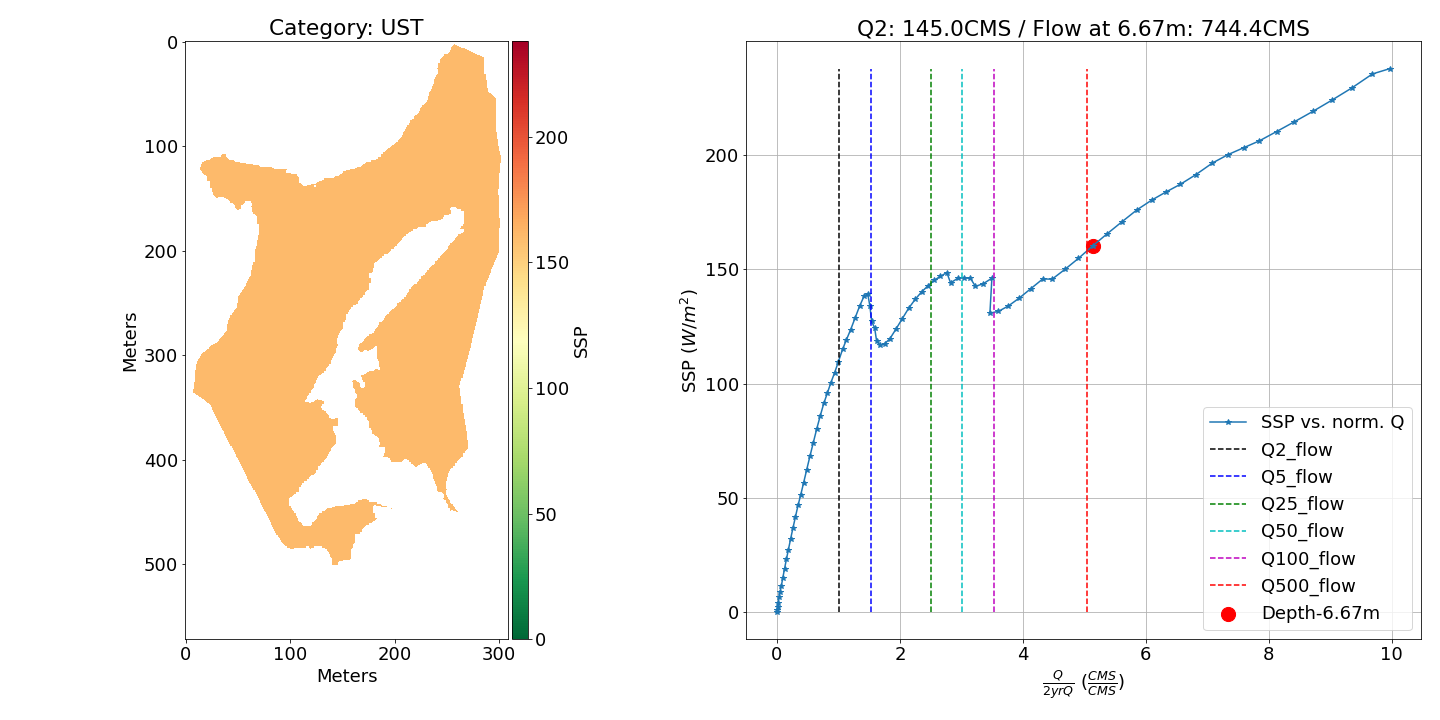 Category: UST
0
100
200
300
400
500
Meters
0
100
200
300
Meters
200
150
100
50
0
SSP
Q2: 145.0CMS / Flow at 6.67m: 744.4CMS
200
150
100
50
0
SSP (W/m²)
0
2
4
6
8
10
Q/2yrQ (CMS/CMS)
SSP vs. norm. Q
Q2_flow
Q5_flow
Q25_flow
Q50_flow
Q100_flow
Q500_flow
Depth-6.67m